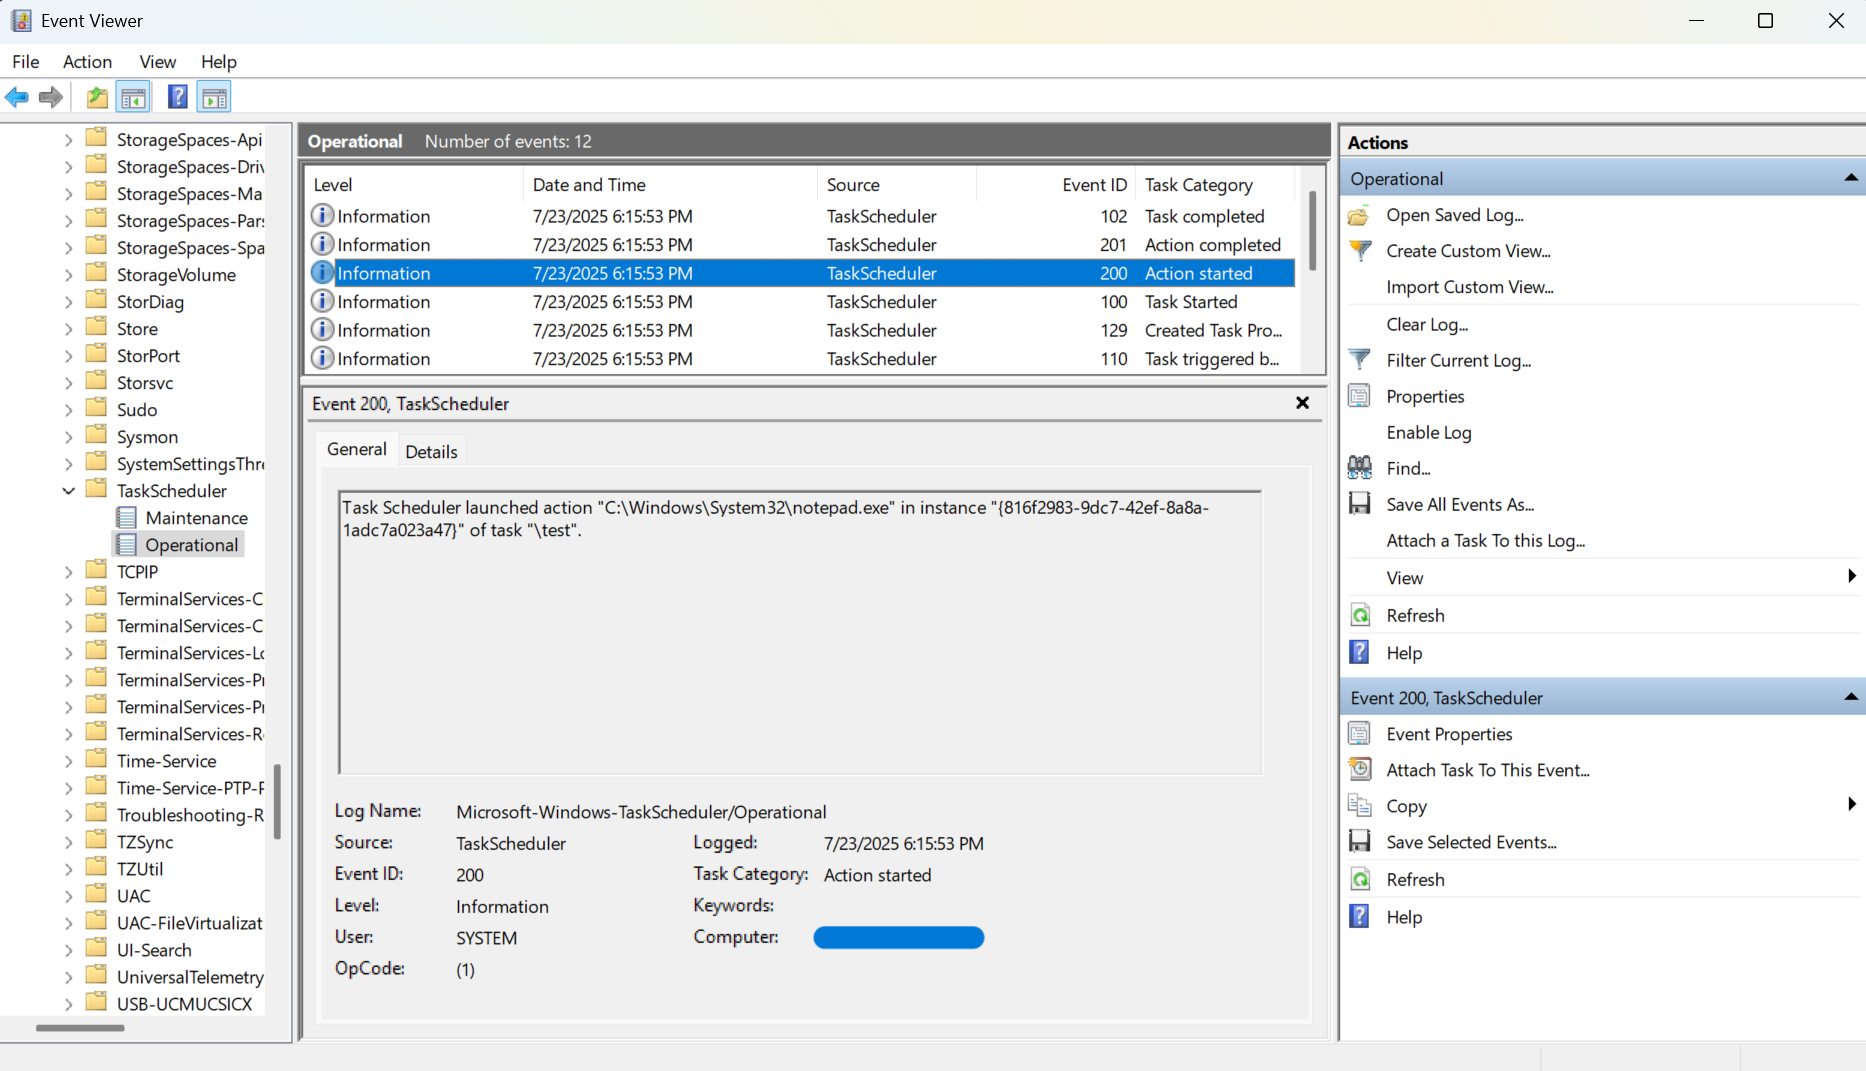 Event Viewer
File Action View Help
StorageSpaces-Api
StorageSpaces-Driv
StorageSpaces-Ma
StorageSpaces-Pars
StorageSpaces-Spa
StorageVolume
StorDiag
Store
StorPort
Storsvc
Sudo
Sysmon
SystemSettingsThre
TaskScheduler
Maintenance
Operational
TCPIP
TerminalServices-C
TerminalServices-C
TerminalServices-Lo
TerminalServices-Pr
TerminalServices-Pr
TerminalServices-Re
Time-Service
Time-Service-PTP-P
Troubleshooting-R
TZSync
TZUtil
UAC
UAC-FileVirtualizat
UI-Search
UniversalTelemetry
USB-UCMUCSICX
Operational Number of events: 12
Level Date and Time Source Event ID Task Category
Information 7/23/2025 6:15:53 PM TaskScheduler 102 Task completed
Information 7/23/2025 6:15:53 PM TaskScheduler 201 Action completed
Information 7/23/2025 6:15:53 PM TaskScheduler 200 Action started
Information 7/23/2025 6:15:53 PM TaskScheduler 100 Task Started
Information 7/23/2025 6:15:53 PM TaskScheduler 129 Created Task Pro...
Information 7/23/2025 6:15:53 PM TaskScheduler 110 Task triggered b...
Event 200, TaskScheduler
General Details
Task Scheduler launched action "C:\Windows\System32\notepad.exe" in instance "{816f2983-9dc7-42ef-8a8a-
1adc7a023a47}" of task "\test".
Log Name: Microsoft-Windows-TaskScheduler/Operational
Source: TaskScheduler Logged: 7/23/2025 6:15:53 PM
Event ID: 200 Task Category: Action started
Level: Information Keywords:
User: SYSTEM Computer:
OpCode: (1)
Actions
Operational
Open Saved Log...
Create Custom View...
Import Custom View...
Clear Log...
Filter Current Log...
Properties
Enable Log
Find...
Save All Events As...
Attach a Task To this Log...
View
Refresh
Help
Event 200, TaskScheduler
Event Properties
Attach Task To This Event...
Copy
Save Selected Events...
Refresh
Help